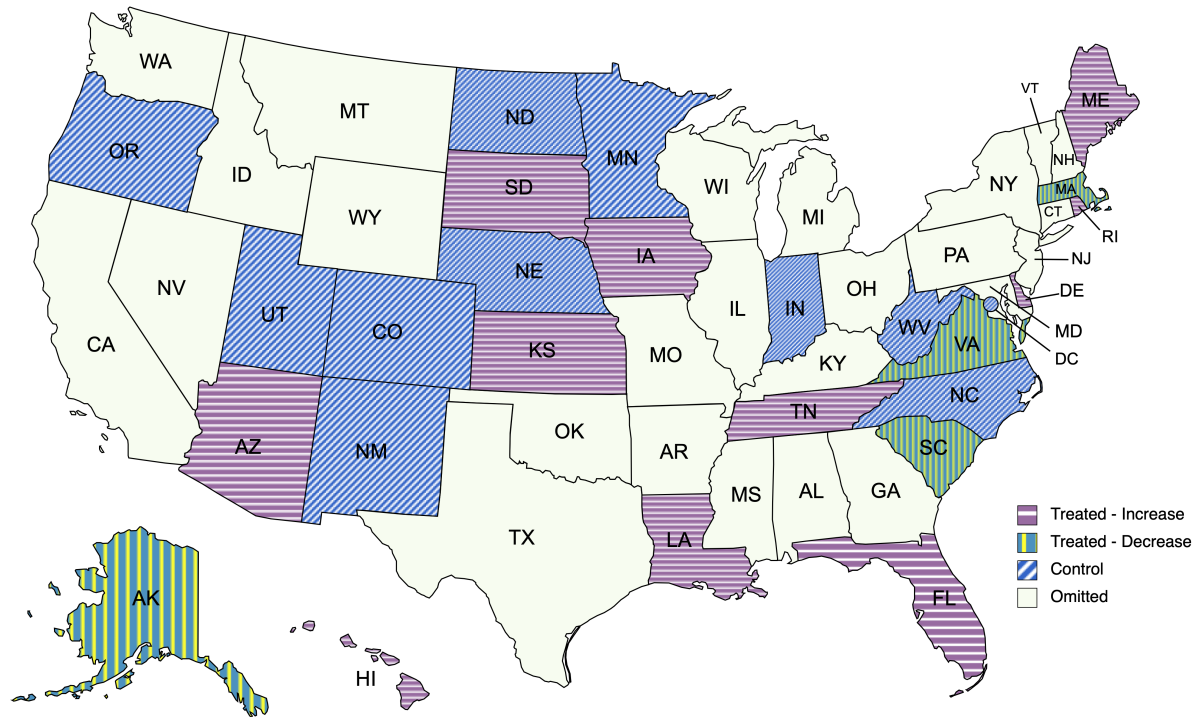 WA
MT
ND
MN
OR
ID
WY
SD
WI
MI
NY
VT
NH
ME
MA
CT
RI
NV
UT
CO
NE
IA
IL
IN
OH
PA
NJ
DE
MD
DC
CA
KS
MO
KY
WV
VA
AZ
NM
OK
AR
TN
NC
SC
TX
LA
MS
AL
GA
FL
AK
HI
Treated - Increase
Treated - Decrease
Control
Omitted